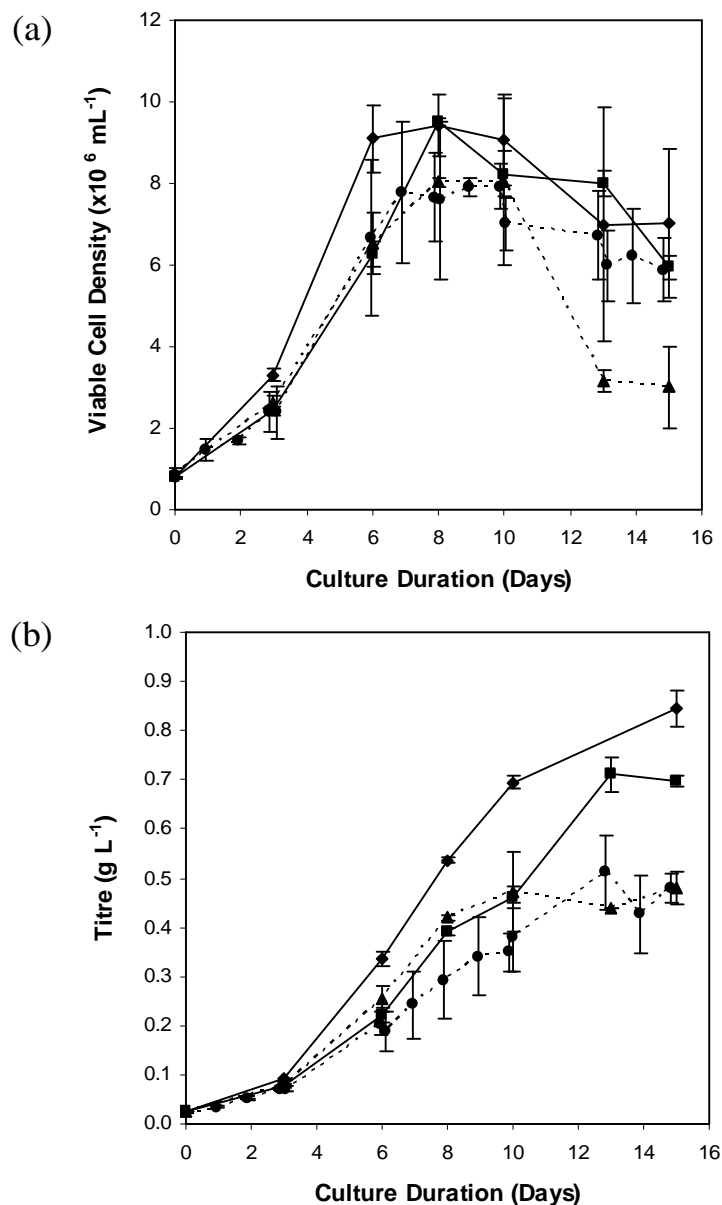 (a)
12
10
8
6
4
2
0
Viable Cell Density (x10 ⁶ mL⁻¹)
0 2 4 6 8 10 12 14 16
Culture Duration (Days)
(b)
1.0
0.9
0.8
0.7
0.6
0.5
0.4
0.3
0.2
0.1
0.0
Titre (g L⁻¹)
0 2 4 6 8 10 12 14 16
Culture Duration (Days)